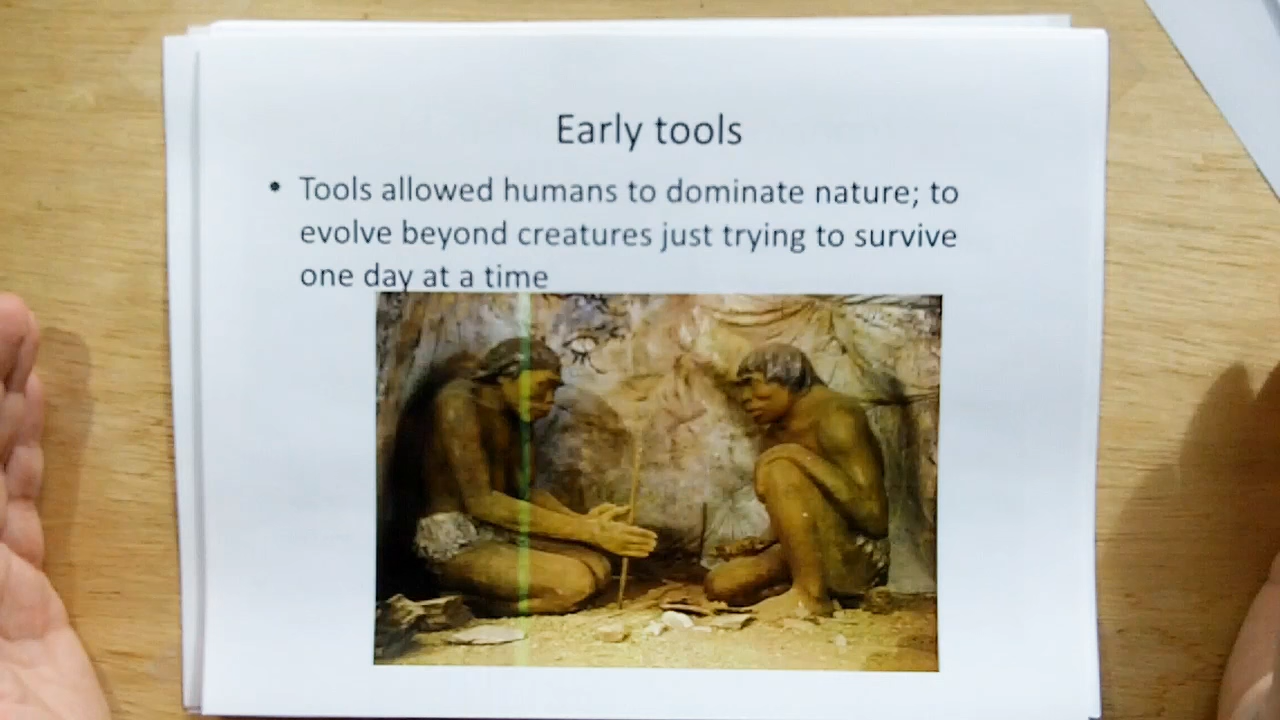 Early tools
• Tools allowed humans to dominate nature; to
evolve beyond creatures just trying to survive
one day at a time